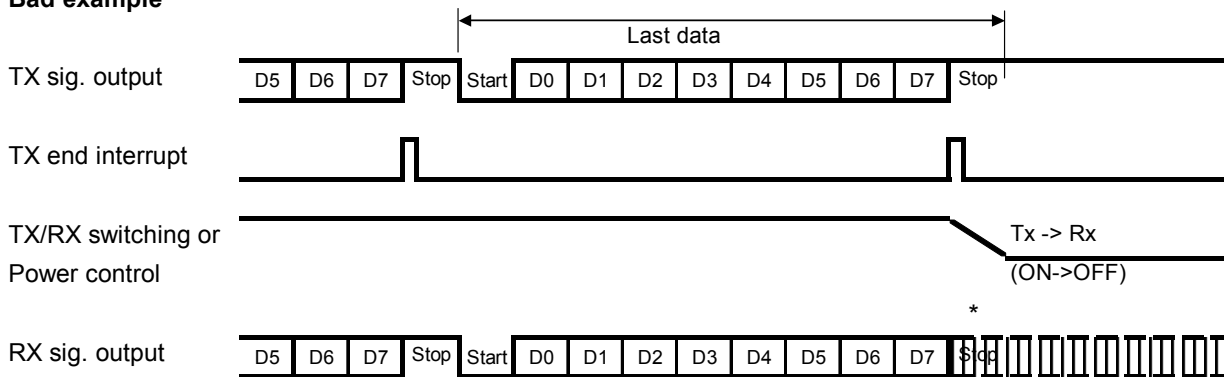 Bad example
Last data
TX sig. output D5 D6 D7 Stop Start D0 D1 D2 D3 D4 D5 D6 D7 Stop
TX end interrupt
TX/RX switching or
Power control
Tx -> Rx
(ON->OFF)
*
RX sig. output D5 D6 D7 Stop Start D0 D1 D2 D3 D4 D5 D6 D7 Stop